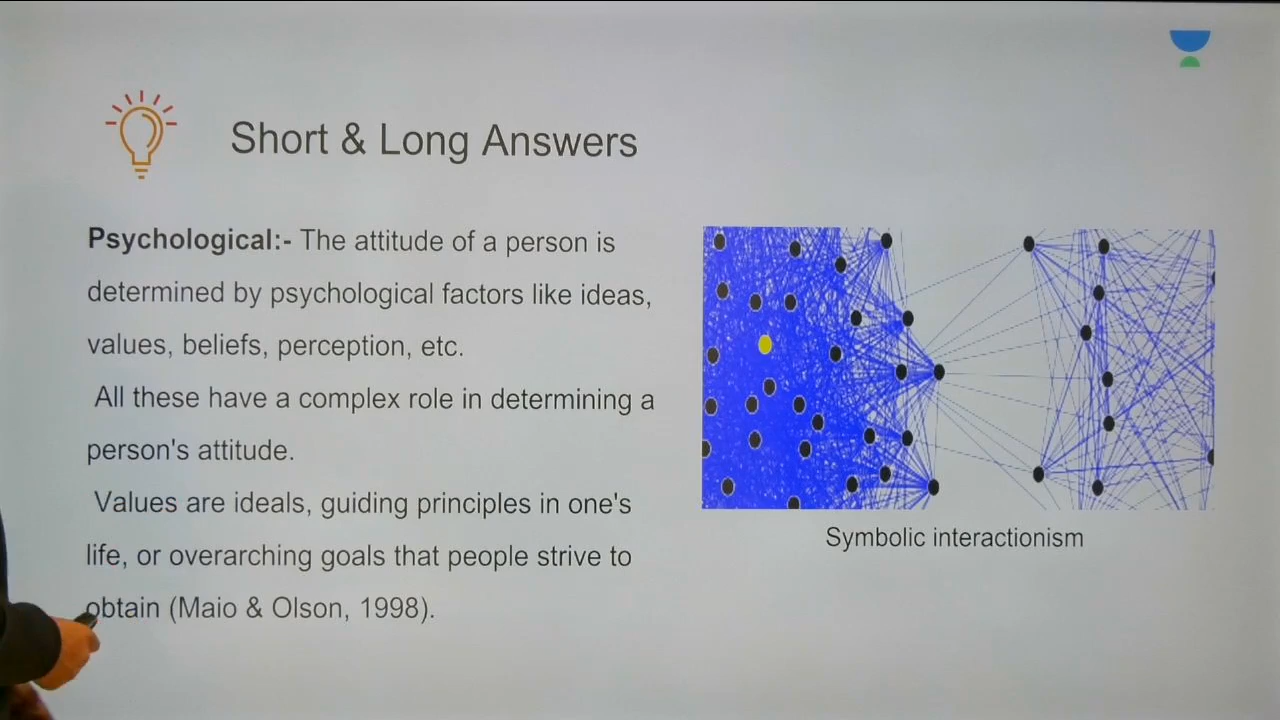 Short & Long Answers
Psychological:- The attitude of a person is
determined by psychological factors like ideas,
values, beliefs, perception, etc.
All these have a complex role in determining a
person's attitude.
Values are ideals, guiding principles in one's
life, or overarching goals that people strive to
obtain (Maio & Olson, 1998).
Symbolic interactionism